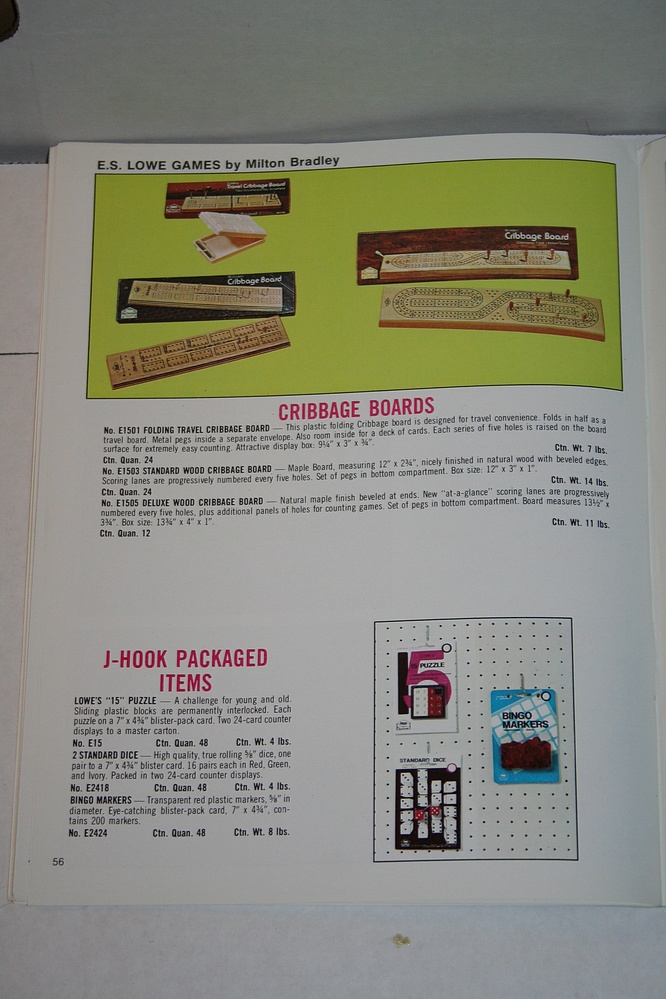 E.S. LOWE GAMES by Milton Bradley
Travel Cribbage Board
Cribbage Board
Cribbage Board
CRIBBAGE BOARDS
No. E1501 FOLDING TRAVEL CRIBBAGE BOARD — This plastic folding Cribbage board is designed for travel convenience. Folds in half as a
travel board. Metal pegs inside a separate envelope. Also room inside for a deck of cards. Each series of five holes is raised on the board
surface for extremely easy counting. Attractive display box: 9¼" x 3" x ¾".
Ctn. Quan. 24 Ctn. Wt. 7 lbs.
No. E1503 STANDARD WOOD CRIBBAGE BOARD — Maple Board, measuring 12" x 2¾", nicely finished in natural wood with beveled edges.
Scoring lanes are progressively numbered every five holes. Set of pegs in bottom compartment. Box size: 12" x 3" x 1".
Ctn. Quan. 24 Ctn. Wt. 14 lbs.
No. E1505 DELUXE WOOD CRIBBAGE BOARD — Natural maple finish beveled at ends. New "at-a-glance" scoring lanes are progressively
numbered every five holes, plus additional panels of holes for counting games. Set of pegs in bottom compartment. Board measures 13½" x
3¾". Box size: 13¾" x 4" x 1".
Ctn. Quan. 12 Ctn. Wt. 11 lbs.
J-HOOK PACKAGED
ITEMS
LOWE'S "15" PUZZLE — A challenge for young and old.
Sliding plastic blocks are permanently interlocked. Each
puzzle on a 7" x 4¾" blister-pack card. Two 24-card counter
displays to a master carton.
No. E15 Ctn. Quan. 48 Ctn. Wt. 4 lbs.
2 STANDARD DICE — High quality, true rolling ⅝" dice, one
pair to a 7" x 4¾" blister card. 16 pairs each in Red, Green,
and Ivory. Packed in two 24-card counter displays.
No. E2418 Ctn. Quan. 48 Ctn. Wt. 4 lbs.
BINGO MARKERS — Transparent red plastic markers, ⅝" in
diameter. Eye-catching blister-pack card, 7" x 4¾", con-
tains 200 markers.
No. E2424 Ctn. Quan. 48 Ctn. Wt. 8 lbs.
15 PUZZLE
BINGO
MARKERS
STANDARD DICE
56